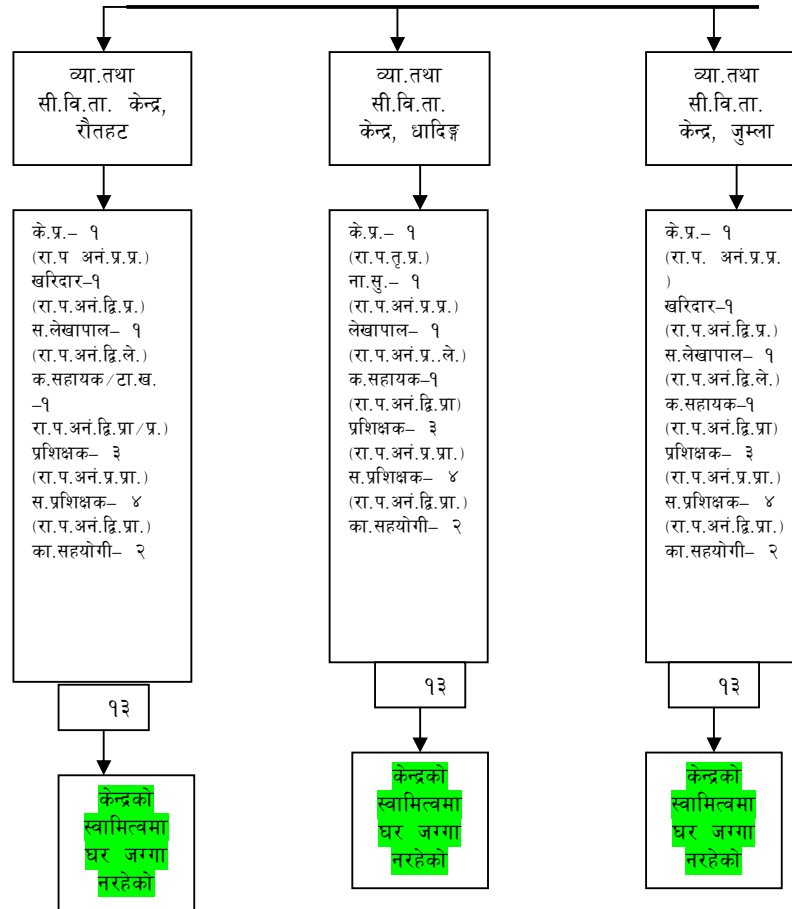 व्या.तथा
सी.वि.ता. केन्द्र,
रौतहट
के.प्र.– १
(रा.प अनं.प्र.प्र.)
खरिदार–१
(रा.प.अनं.द्वि.प्र.)
स.लेखापाल– १
(रा.प.अनं.द्वि.ले.)
क.सहायक/टा.ख.
–१
रा.प.अनं.द्वि.प्रा/प्र.)
प्रशिक्षक– ३
(रा.प.अनं.प्र.प्रा.)
स.प्रशिक्षक– ४
(रा.प.अनं.द्वि.प्रा.)
का.सहयोगी– २
१३
केन्द्रको
स्वामित्वमा
घर जग्गा
नरहेको
व्या.तथा
सी.वि.ता.
केन्द्र, धादिङ्ग
के.प्र.– १
(रा.प.तृ.प्र.)
ना.सु.– १
(रा.प.अनं.प्र.प्र.)
लेखापाल– १
(रा.प.अनं.प्र..ले.)
क.सहायक–१
(रा.प.अनं.द्वि.प्रा)
प्रशिक्षक– ३
(रा.प.अनं.प्र.प्रा.)
स.प्रशिक्षक– ४
(रा.प.अनं.द्वि.प्रा.)
का.सहयोगी– २
१३
केन्द्रको
स्वामित्वमा
घर जग्गा
नरहेको
व्या.तथा
सी.वि.ता.
केन्द्र, जुम्ला
के.प्र.– १
(रा.प. अनं.प्र.प्र.
)
खरिदार–१
(रा.प.अनं.द्वि.प्र.)
स.लेखापाल– १
(रा.प.अनं.द्वि.ले.)
क.सहायक–१
(रा.प.अनं.द्वि.प्रा)
प्रशिक्षक– ३
(रा.प.अनं.प्र.प्रा.)
स.प्रशिक्षक– ४
(रा.प.अनं.द्वि.प्रा.)
का.सहयोगी– २
१३
केन्द्रको
स्वामित्वमा
घर जग्गा
नरहेको